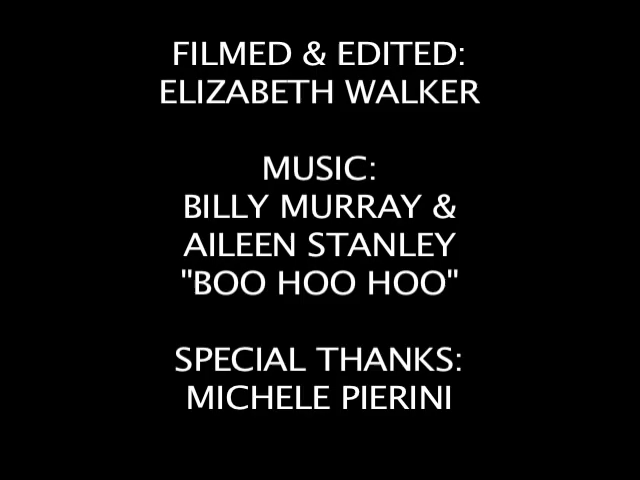 FILMED & EDITED:
ELIZABETH WALKER
MUSIC:
BILLY MURRAY &
AILEEN STANLEY
"BOO HOO HOO"
SPECIAL THANKS:
MICHELE PIERINI